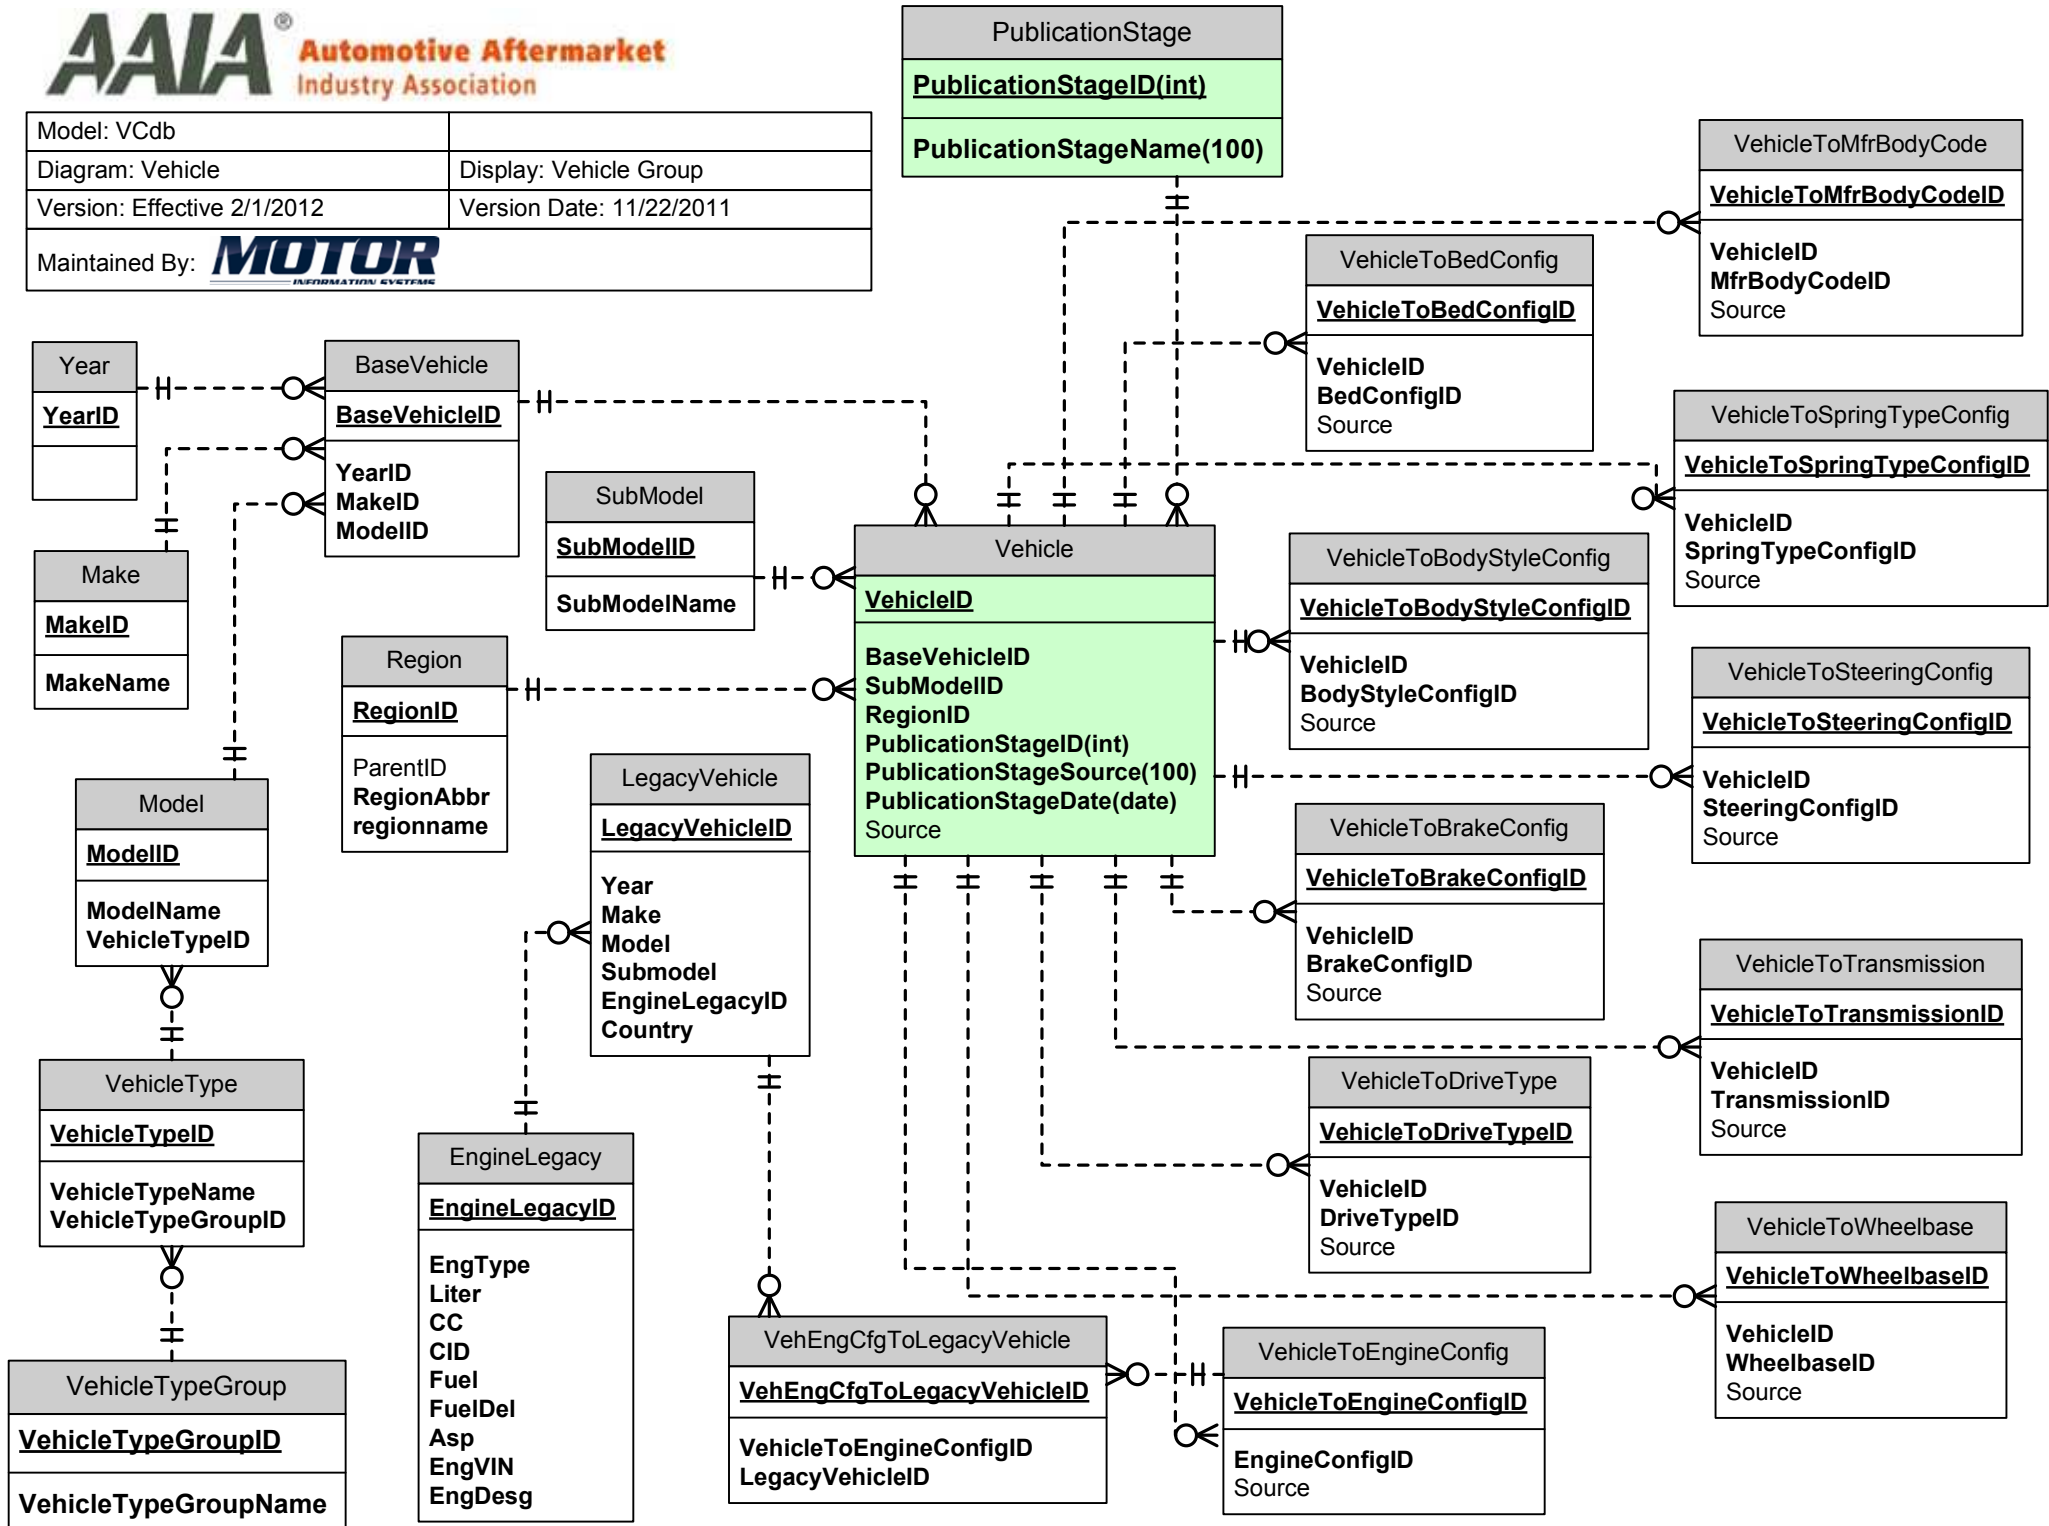 AAIA®
Automotive Aftermarket
Industry Association
Model: VCdb
Diagram: Vehicle
Display: Vehicle Group
Version: Effective 2/1/2012
Version Date: 11/22/2011
Maintained By:
MOTOR
INFORMATION SYSTEMS
PublicationStage
PublicationStageID(int)
PublicationStageName(100)
VehicleToMfrBodyCode
VehicleToMfrBodyCodeID
VehicleID
MfrBodyCodeID
Source
VehicleToBedConfig
VehicleToBedConfigID
VehicleID
BedConfigID
Source
Year
YearID
BaseVehicle
BaseVehicleID
YearID
MakeID
ModelID
VehicleToSpringTypeConfig
VehicleToSpringTypeConfigID
VehicleID
SpringTypeConfigID
Source
SubModel
SubModelID
SubModelName
Make
MakeID
MakeName
Vehicle
VehicleID
BaseVehicleID
SubModelID
RegionID
PublicationStageID(int)
PublicationStageSource(100)
PublicationStageDate(date)
Source
VehicleToBodyStyleConfig
VehicleToBodyStyleConfigID
VehicleID
BodyStyleConfigID
Source
Region
RegionID
ParentID
RegionAbbr
regionname
VehicleToSteeringConfig
VehicleToSteeringConfigID
VehicleID
SteeringConfigID
Source
LegacyVehicle
LegacyVehicleID
Year
Make
Model
Submodel
EngineLegacyID
Country
Model
ModelID
ModelName
VehicleTypeID
VehicleToBrakeConfig
VehicleToBrakeConfigID
VehicleID
BrakeConfigID
Source
VehicleToTransmission
VehicleToTransmissionID
VehicleID
TransmissionID
Source
VehicleType
VehicleTypeID
VehicleTypeName
VehicleTypeGroupID
VehicleToDriveType
VehicleToDriveTypeID
VehicleID
DriveTypeID
Source
EngineLegacy
EngineLegacyID
EngType
Liter
CC
CID
Fuel
FuelDel
Asp
EngVIN
EngDesg
VehicleToWheelbase
VehicleToWheelbaseID
VehicleID
WheelbaseID
Source
VehEngCfgToLegacyVehicle
VehEngCfgToLegacyVehicleID
VehicleToEngineConfigID
LegacyVehicleID
VehicleToEngineConfig
VehicleToEngineConfigID
EngineConfigID
Source
VehicleTypeGroup
VehicleTypeGroupID
VehicleTypeGroupName